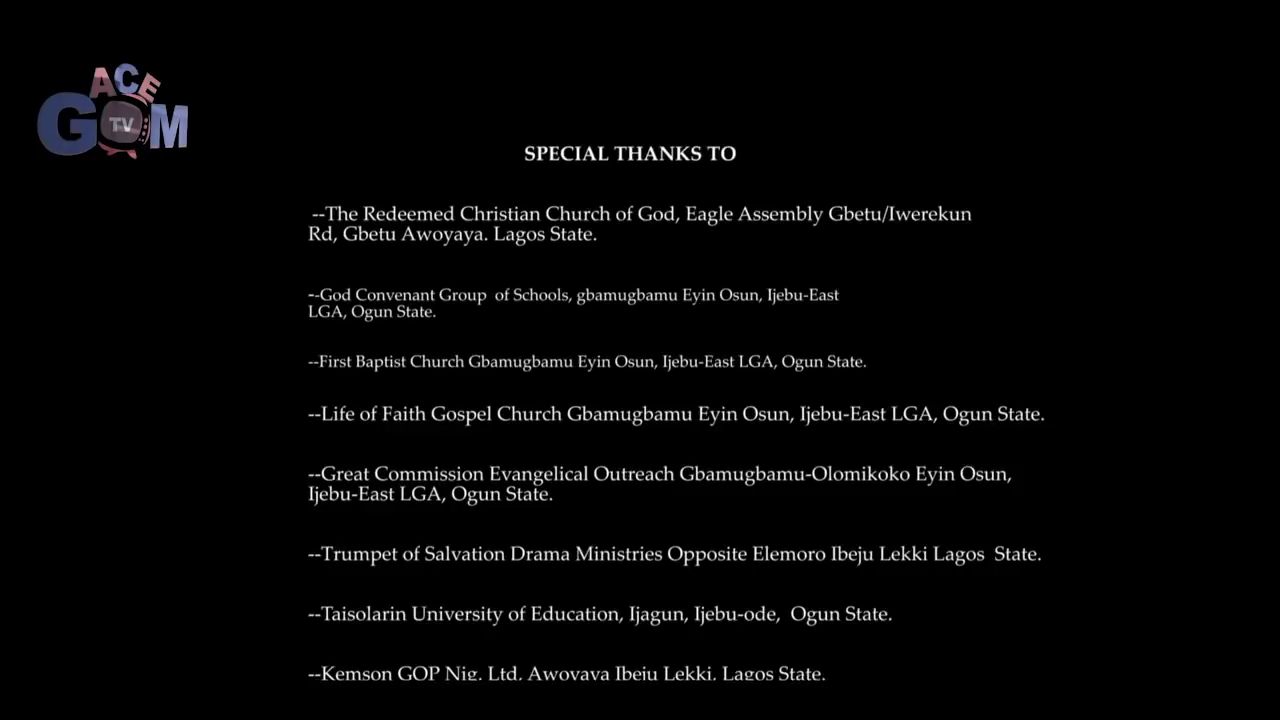 ACE
GOM
TV
SPECIAL THANKS TO
--The Redeemed Christian Church of God, Eagle Assembly Gbetu/Iwerekun
Rd, Gbetu Awoyaya. Lagos State.
--God Convenant Group  of Schools, gbamugbamu Eyin Osun, Ijebu-East
LGA, Ogun State.
--First Baptist Church Gbamugbamu Eyin Osun, Ijebu-East LGA, Ogun State.
--Life of Faith Gospel Church Gbamugbamu Eyin Osun, Ijebu-East LGA, Ogun State.
--Great Commission Evangelical Outreach Gbamugbamu-Olomikoko Eyin Osun,
Ijebu-East LGA, Ogun State.
--Trumpet of Salvation Drama Ministries Opposite Elemoro Ibeju Lekki Lagos  State.
--Taisolarin University of Education, Ijagun, Ijebu-ode,  Ogun State.
--Kemson GOP Nig. Ltd, Awoyaya Ibeju Lekki, Lagos State.